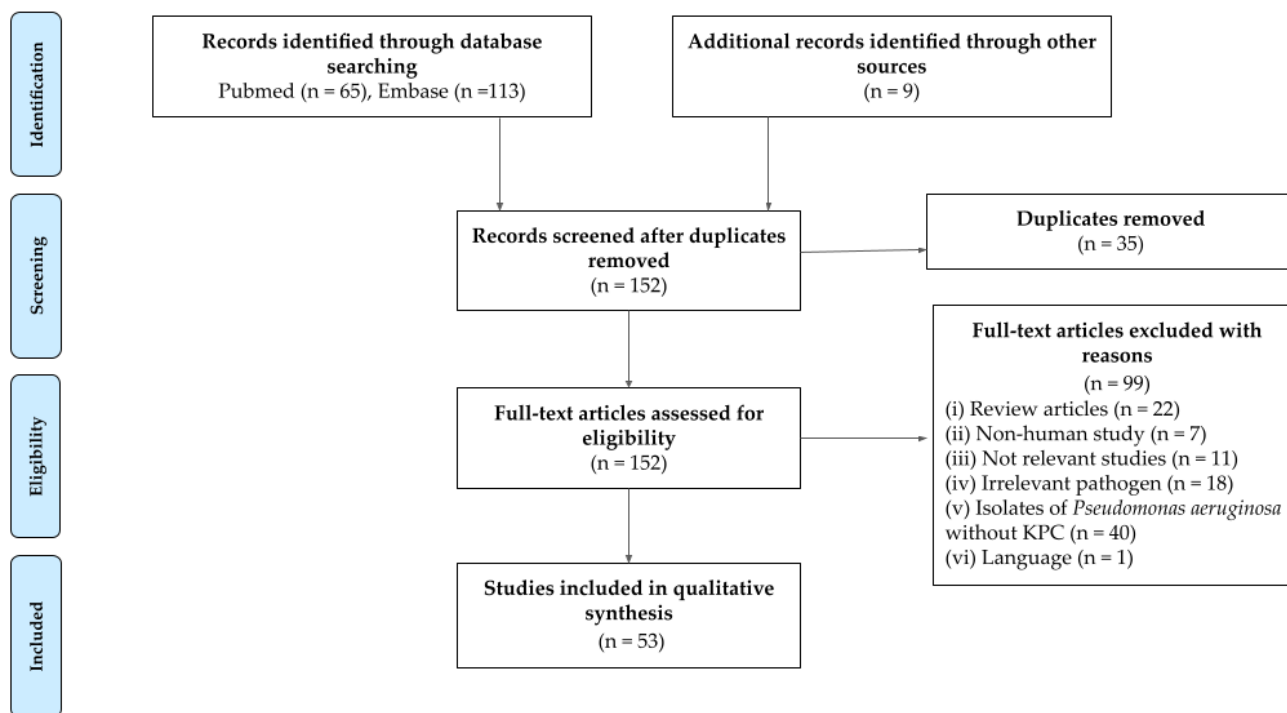 Identification
Records identified through database
searching
Pubmed (n = 65), Embase (n =113)
Additional records identified through other
sources
(n = 9)
Screening
Records screened after duplicates
removed
(n = 152)
Duplicates removed
(n = 35)
Eligibility
Full-text articles assessed for
eligibility
(n = 152)
Full-text articles excluded with
reasons
(n = 99)
(i) Review articles (n = 22)
(ii) Non-human study (n = 7)
(iii) Not relevant studies (n = 11)
(iv) Irrelevant pathogen (n = 18)
(v) Isolates of Pseudomonas aeruginosa
without KPC (n = 40)
(vi) Language (n = 1)
Included
Studies included in qualitative
synthesis
(n = 53)